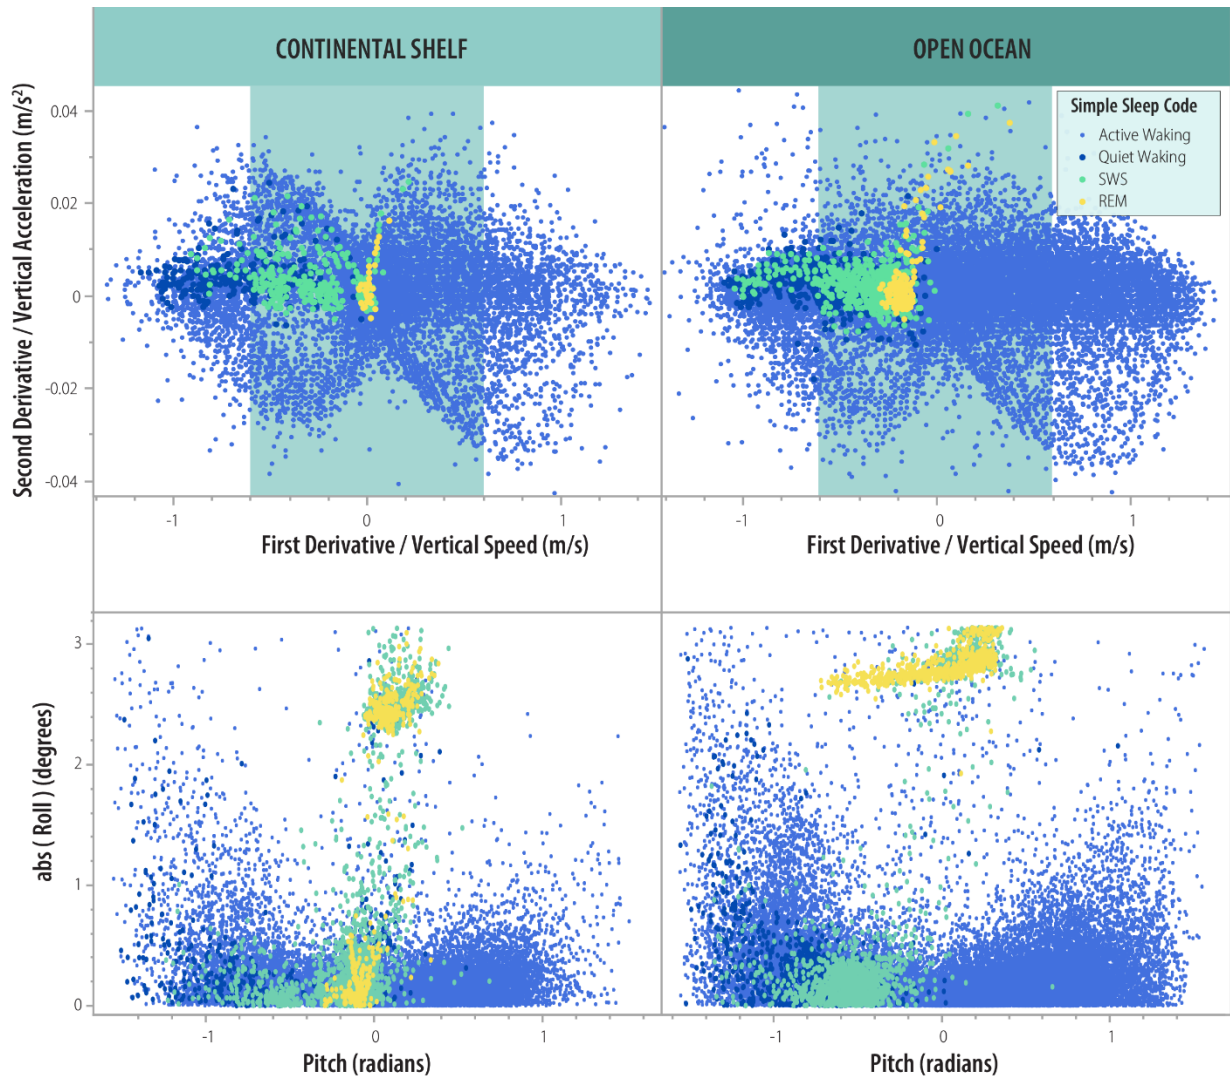 CONTINENTAL SHELF
OPEN OCEAN
Second Derivative / Vertical Acceleration (m/s²)
0.04
0.02
0
-0.02
-0.04
Simple Sleep Code
Active Waking
Quiet Waking
SWS
REM
-1
0
1
-1
0
1
First Derivative / Vertical Speed (m/s)
First Derivative / Vertical Speed (m/s)
abs ( Roll ) (degrees)
3
2
1
0
-1
0
1
-1
0
1
Pitch (radians)
Pitch (radians)